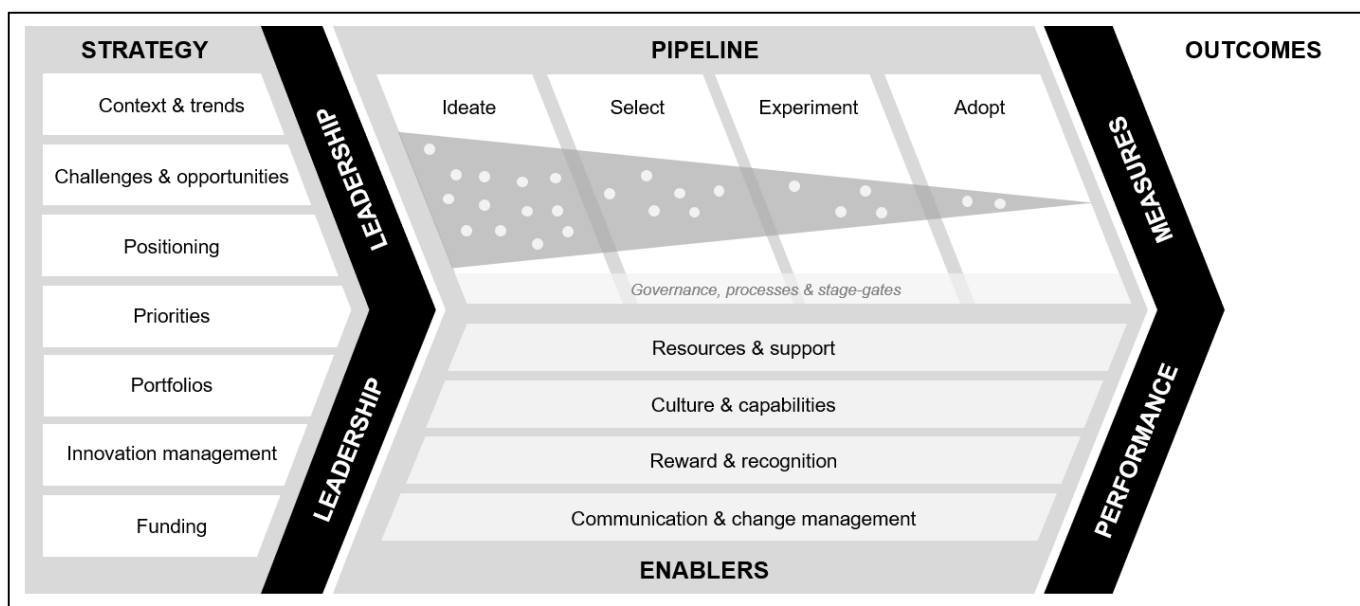 STRATEGY
Context & trends
Challenges & opportunities
Positioning
Priorities
Portfolios
Innovation management
Funding
LEADERSHIP
LEADERSHIP
PIPELINE
Ideate
Select
Experiment
Adopt
Governance, processes & stage-gates
Resources & support
Culture & capabilities
Reward & recognition
Communication & change management
ENABLERS
MEASURES
PERFORMANCE
OUTCOMES